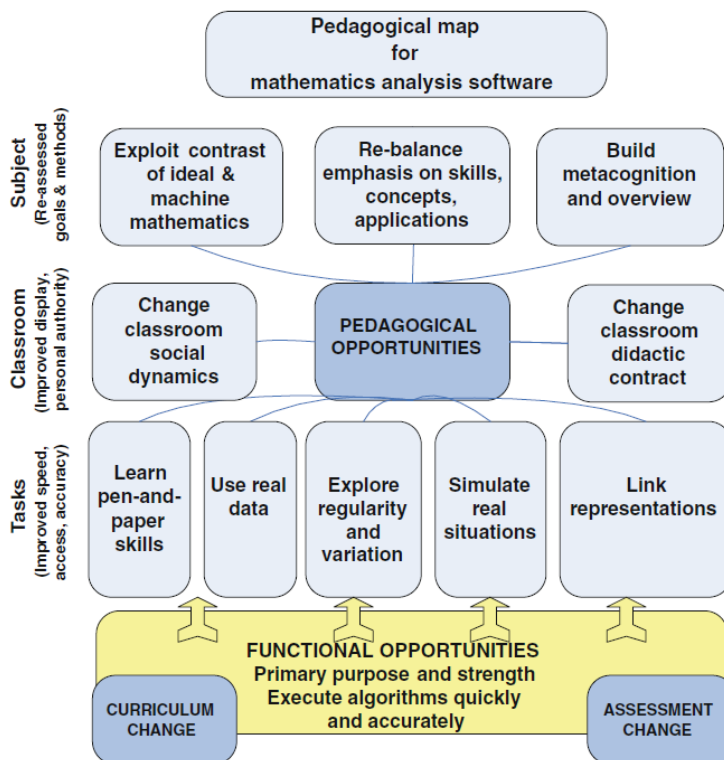 Pedagogical map
for
mathematics analysis software
Subject
(Re-assessed
goals & methods)
Exploit contrast
of ideal &
machine
mathematics
Re-balance
emphasis on skills,
concepts,
applications
Build
metacognition
and overview
Classroom
(Improved display,
personal authority)
Change
classroom
social
dynamics
PEDAGOGICAL
OPPORTUNITIES
Change
classroom
didactic
contract
Tasks
(Improved speed,
access, accuracy)
Learn
pen-and-
paper
skills
Use real
data
Explore
regularity
and
variation
Simulate
real
situations
Link
representations
FUNCTIONAL OPPORTUNITIES
Primary purpose and strength
Execute algorithms quickly
and accurately
CURRICULUM
CHANGE
ASSESSMENT
CHANGE